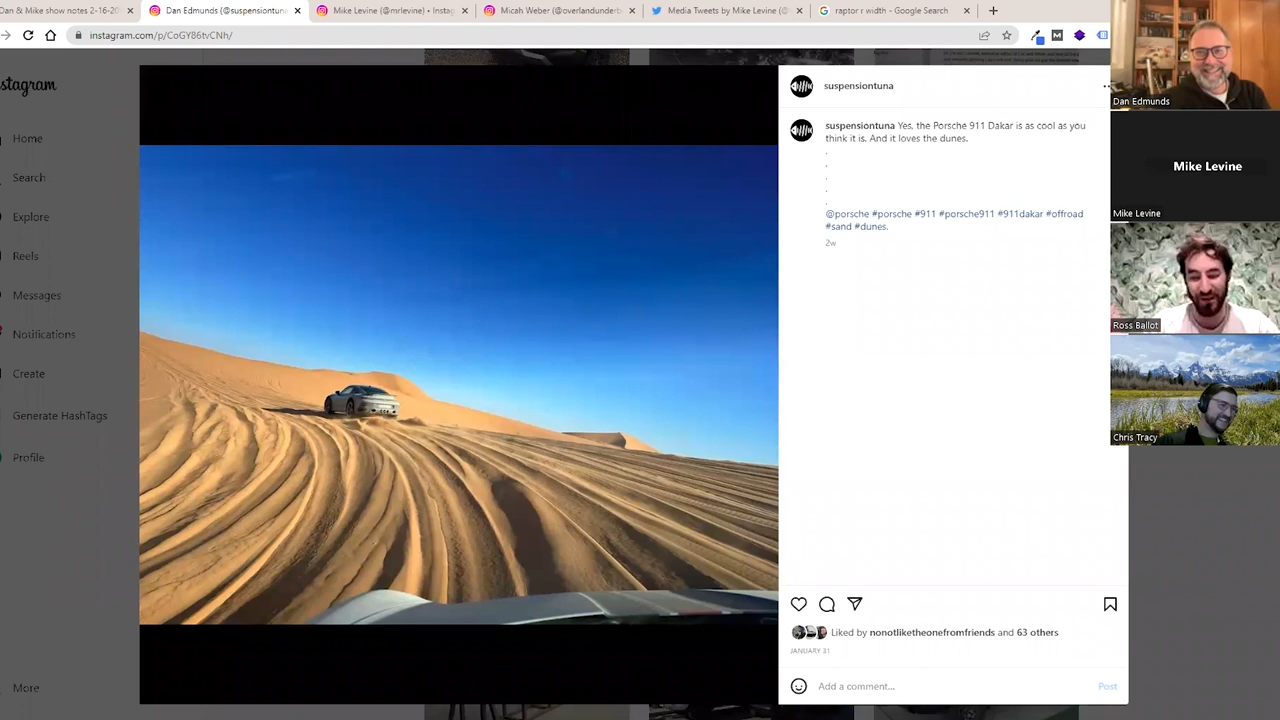 Dan & Mike show notes 2-16-20
Dan Edmunds (@suspensiontuna
Mike Levine (@mrlevine) • Instag
Micah Weber (@overlandunderb
Media Tweets by Mike Levine (
raptor r width - Google Search
instagram.com/p/CoGY86tvCNh/
stagram
Home
Search
Explore
Reels
Messages
Notifications
Create
Generate HashTags
Profile
More
suspensiontuna
suspensiontuna Yes, the Porsche 911 Dakar is as cool as you
think it is. And it loves the dunes.
.
.
.
.
.
@porsche #porsche #911 #porsche911 #911dakar #offroad
#sand #dunes.
2w
Liked by nonotliketheonefromfriends and 63 others
JANUARY 31
Add a comment...
Post
Dan Edmunds
Mike Levine
Mike Levine
Ross Ballot
Chris Tracy